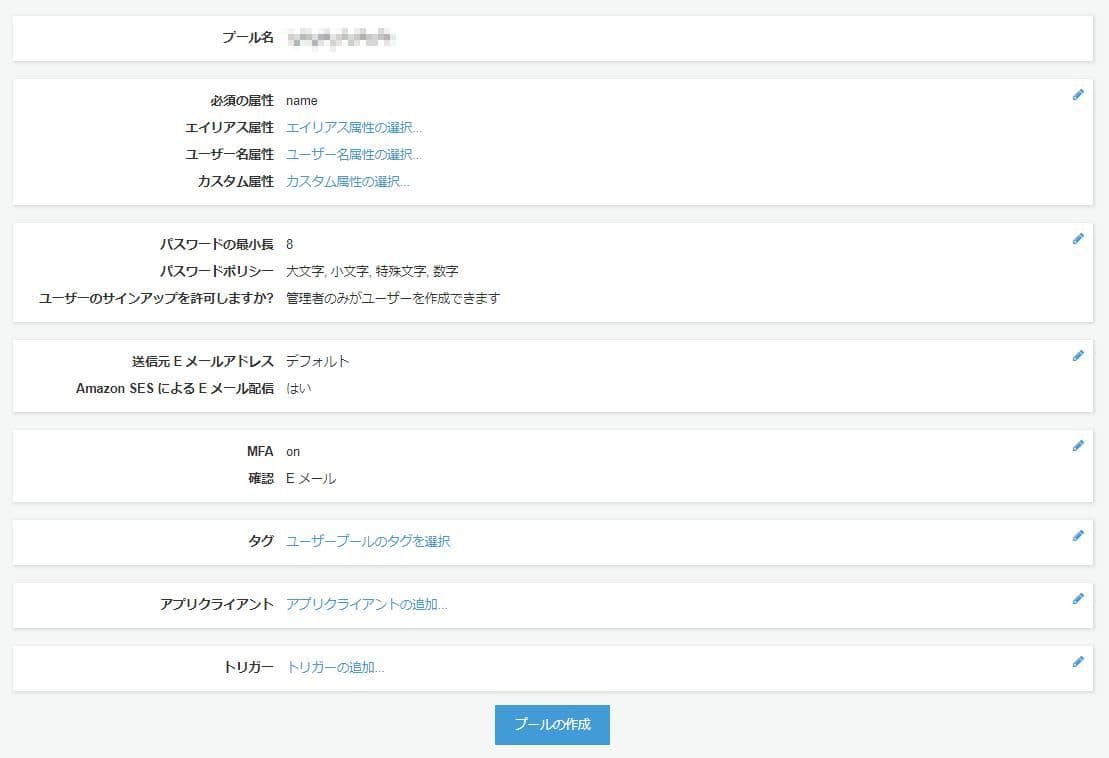 プール名
必須の属性 name
エイリアス属性 エイリアス属性の選択...
ユーザー名属性 ユーザー名属性の選択...
カスタム属性 カスタム属性の選択...
パスワードの最小長 8
パスワードポリシー 大文字, 小文字, 特殊文字, 数字
ユーザーのサインアップを許可しますか? 管理者のみがユーザーを作成できます
送信元 E メールアドレス デフォルト
Amazon SES による E メール配信 はい
MFA on
確認 E メール
タグ ユーザープールのタグを選択
アプリクライアント アプリクライアントの追加...
トリガー トリガーの追加...
プールの作成